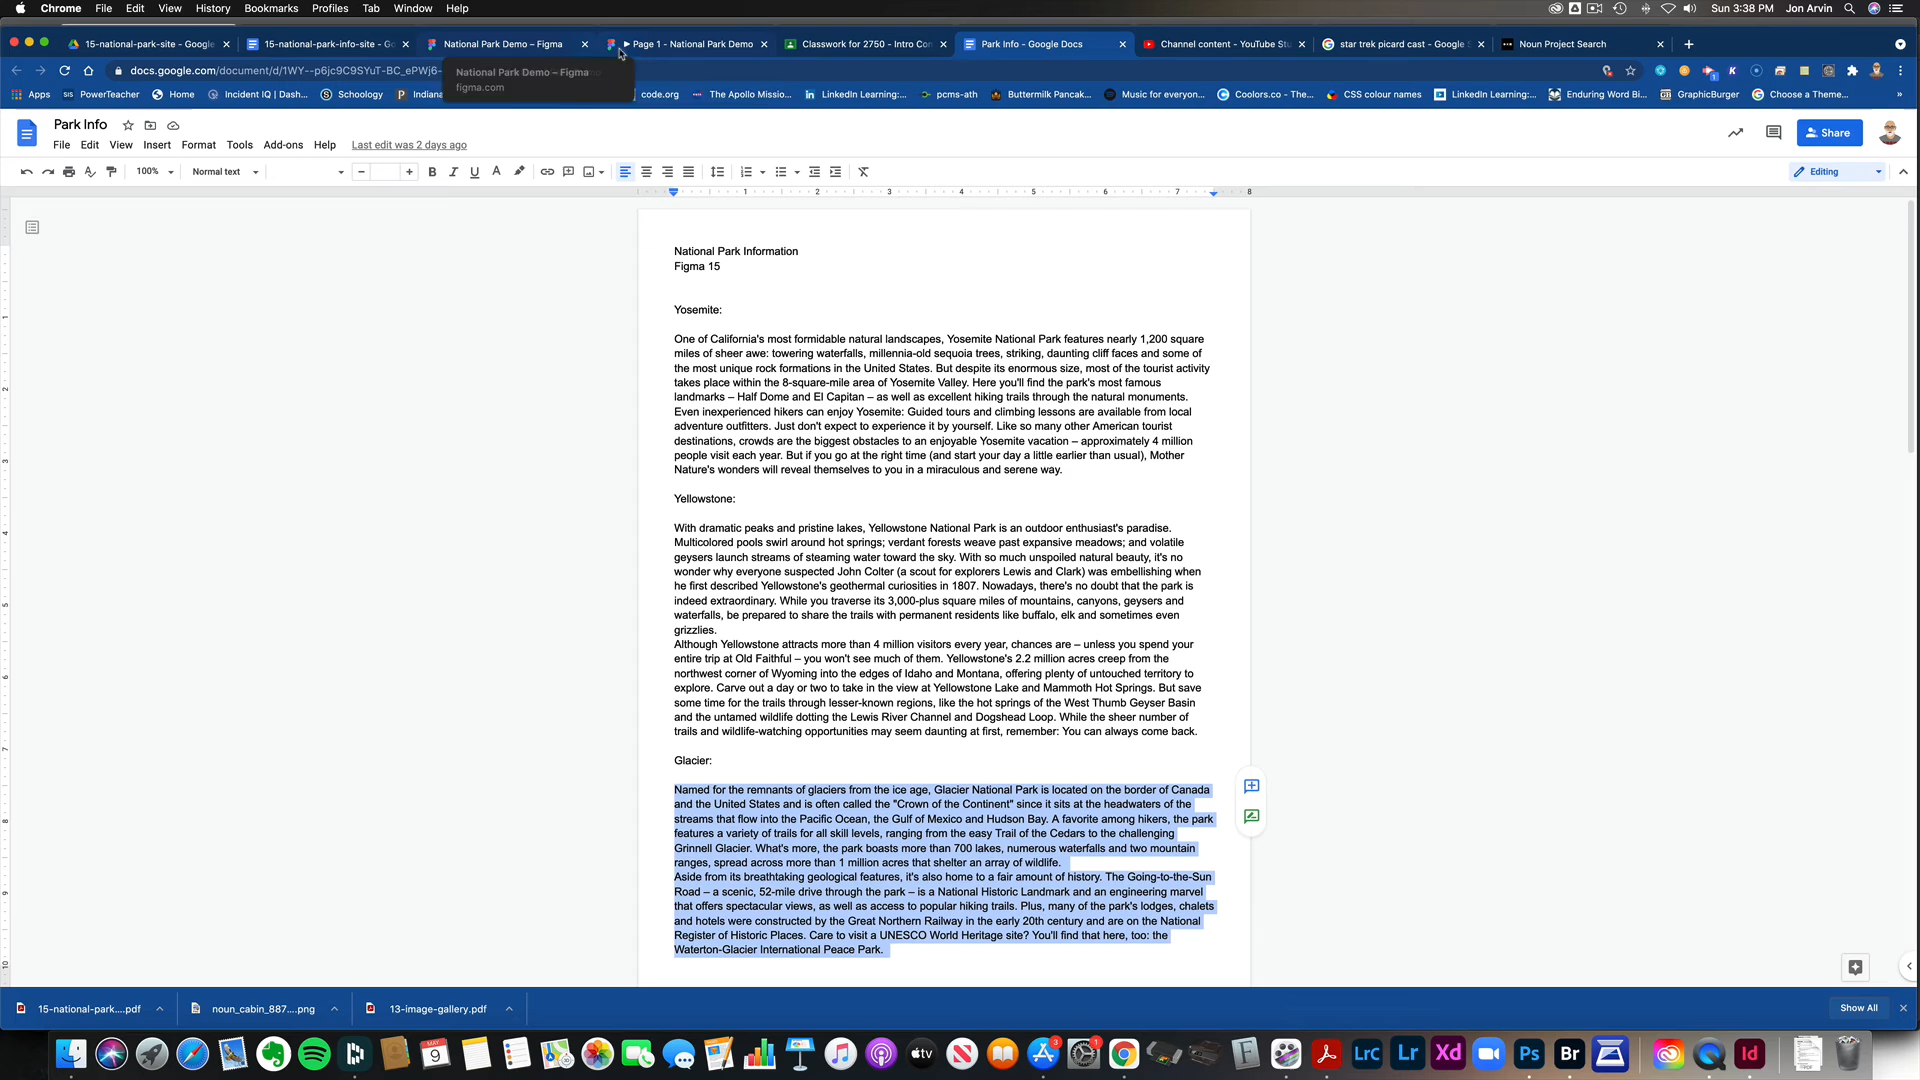 Chrome File Edit View History Bookmarks Profiles Tab Window Help
Sun 3:38 PM Jon Arvin
15-national-park-site - Google
15-national-park-info-site - Go
National Park Demo – Figma
Page 1 - National Park Demo
Classwork for 2750 - Intro Con
Park Info - Google Docs
Channel content - YouTube Stu
star trek picard cast - Google S
Noun Project Search
docs.google.com/document/d/1WY--p6jc9C9SYuT-BC_ePWj6-
National Park Demo – Figma
figma.com
Apps PowerTeacher Home Incident IQ | Dash... Schoology Indiana code.org The Apollo Missio... LinkedIn Learning:... pcms-ath Buttermilk Pancak... Music for everyon... Coolors.co - The... CSS colour names LinkedIn Learning:... Enduring Word Bi... GraphicBurger Choose a Theme... »
Park Info
File Edit View Insert Format Tools Add-ons Help Last edit was 2 days ago
Share
100% Normal text
Editing
1 2 3 4 5 6 7 8
National Park Information
Figma 15
Yosemite:
One of California's most formidable natural landscapes, Yosemite National Park features nearly 1,200 square
miles of sheer awe: towering waterfalls, millennia-old sequoia trees, striking, daunting cliff faces and some of
the most unique rock formations in the United States. But despite its enormous size, most of the tourist activity
takes place within the 8-square-mile area of Yosemite Valley. Here you'll find the park's most famous
landmarks – Half Dome and El Capitan – as well as excellent hiking trails through the natural monuments.
Even inexperienced hikers can enjoy Yosemite: Guided tours and climbing lessons are available from local
adventure outfitters. Just don't expect to experience it by yourself. Like so many other American tourist
destinations, crowds are the biggest obstacles to an enjoyable Yosemite vacation – approximately 4 million
people visit each year. But if you go at the right time (and start your day a little earlier than usual), Mother
Nature's wonders will reveal themselves to you in a miraculous and serene way.
Yellowstone:
With dramatic peaks and pristine lakes, Yellowstone National Park is an outdoor enthusiast's paradise.
Multicolored pools swirl around hot springs; verdant forests weave past expansive meadows; and volatile
geysers launch streams of steaming water toward the sky. With so much unspoiled natural beauty, it's no
wonder why everyone suspected John Colter (a scout for explorers Lewis and Clark) was embellishing when
he first described Yellowstone's geothermal curiosities in 1807. Nowadays, there's no doubt that the park is
indeed extraordinary. While you traverse its 3,000-plus square miles of mountains, canyons, geysers and
waterfalls, be prepared to share the trails with permanent residents like buffalo, elk and sometimes even
grizzlies.
Although Yellowstone attracts more than 4 million visitors every year, chances are – unless you spend your
entire trip at Old Faithful – you won't see much of them. Yellowstone's 2.2 million acres creep from the
northwest corner of Wyoming into the edges of Idaho and Montana, offering plenty of untouched territory to
explore. Carve out a day or two to take in the view at Yellowstone Lake and Mammoth Hot Springs. But save
some time for the trails through lesser-known regions, like the hot springs of the West Thumb Geyser Basin
and the untamed wildlife dotting the Lewis River Channel and Dogshead Loop. While the sheer number of
trails and wildlife-watching opportunities may seem daunting at first, remember: You can always come back.
Glacier:
Named for the remnants of glaciers from the ice age, Glacier National Park is located on the border of Canada
and the United States and is often called the "Crown of the Continent" since it sits at the headwaters of the
streams that flow into the Pacific Ocean, the Gulf of Mexico and Hudson Bay. A favorite among hikers, the park
features a variety of trails for all skill levels, ranging from the easy Trail of the Cedars to the challenging
Grinnell Glacier. What's more, the park boasts more than 700 lakes, numerous waterfalls and two mountain
ranges, spread across more than 1 million acres that shelter an array of wildlife.
Aside from its breathtaking geological features, it's also home to a fair amount of history. The Going-to-the-Sun
Road – a scenic, 52-mile drive through the park – is a National Historic Landmark and an engineering marvel
that offers spectacular views, as well as access to popular hiking trails. Plus, many of the park's lodges, chalets
and hotels were constructed by the Great Northern Railway in the early 20th century and are on the National
Register of Historic Places. Care to visit a UNESCO World Heritage site? You'll find that here, too: the
Waterton-Glacier International Peace Park.
15-national-park....pdf
noun_cabin_887....png
13-image-gallery.pdf
Show All